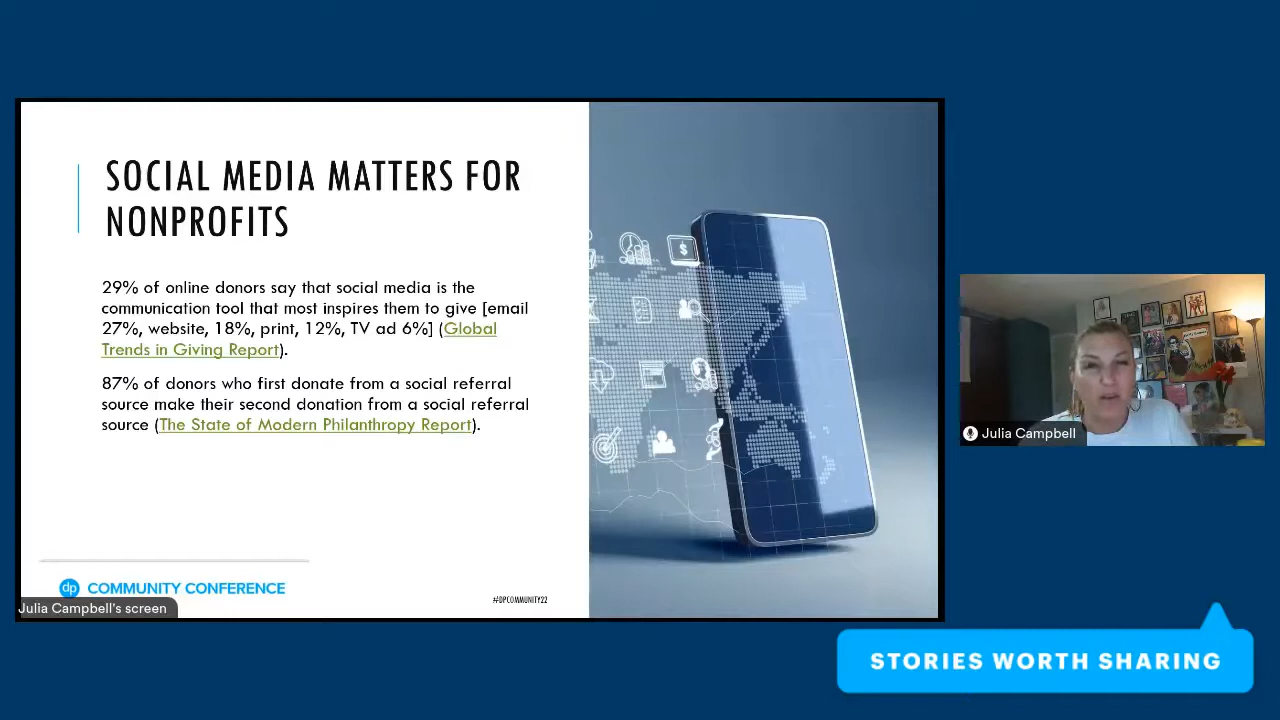 SOCIAL MEDIA MATTERS FOR
NONPROFITS
29% of online donors say that social media is the
communication tool that most inspires them to give [email
27%, website, 18%, print, 12%, TV ad 6%] (Global
Trends in Giving Report).
87% of donors who first donate from a social referral
source make their second donation from a social referral
source (The State of Modern Philanthropy Report).
$
dp COMMUNITY CONFERENCE
#DPCOMMUNITY22
Julia Campbell's screen
Julia Campbell
STORIES WORTH SHARING